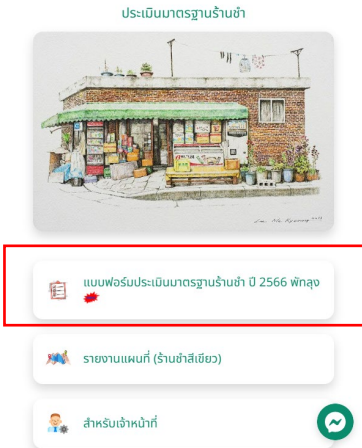 ประเมินมาตรฐานร้านชำ
แบบฟอร์มประเมินมาตรฐานร้านชำ ปี 2566 พัทลุง
รายงานแผนที่ (ร้านชำสีเขียว)
สำหรับเจ้าหน้าที่